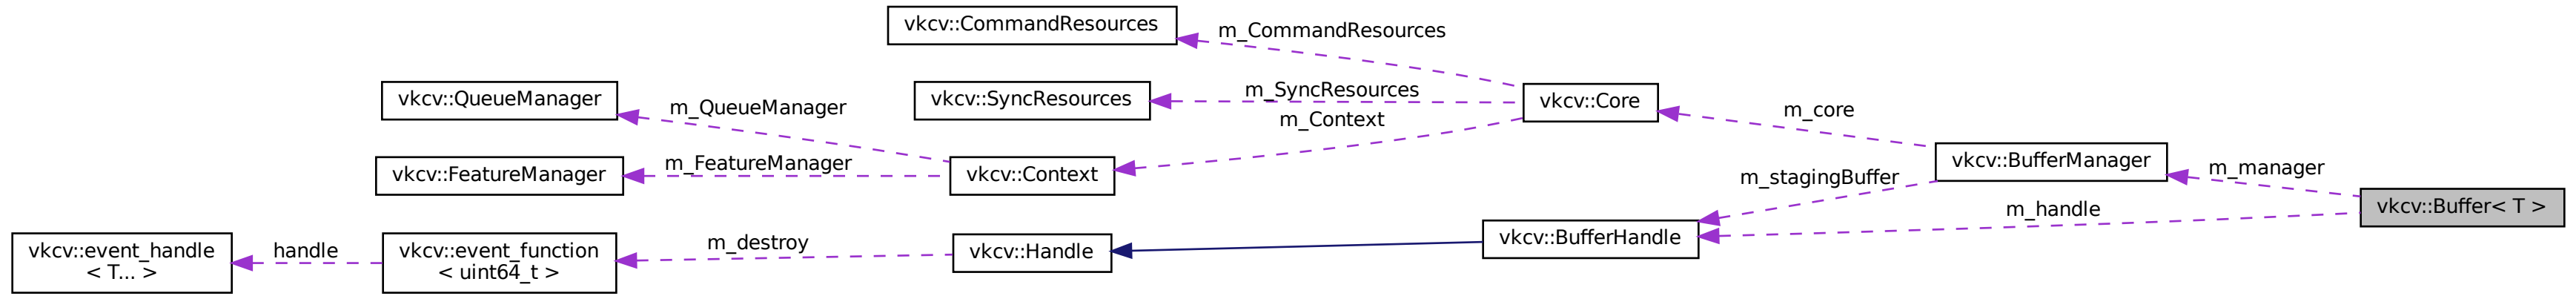 vkcv::CommandResources
m_CommandResources
vkcv::QueueManager
m_QueueManager
vkcv::SyncResources
m_SyncResources
m_Context
vkcv::Core
m_core
vkcv::FeatureManager
m_FeatureManager
vkcv::Context
m_stagingBuffer
vkcv::BufferManager
m_manager
vkcv::Buffer< T >
m_handle
vkcv::event_handle
< T... >
handle
vkcv::event_function
< uint64_t >
m_destroy
vkcv::Handle
vkcv::BufferHandle